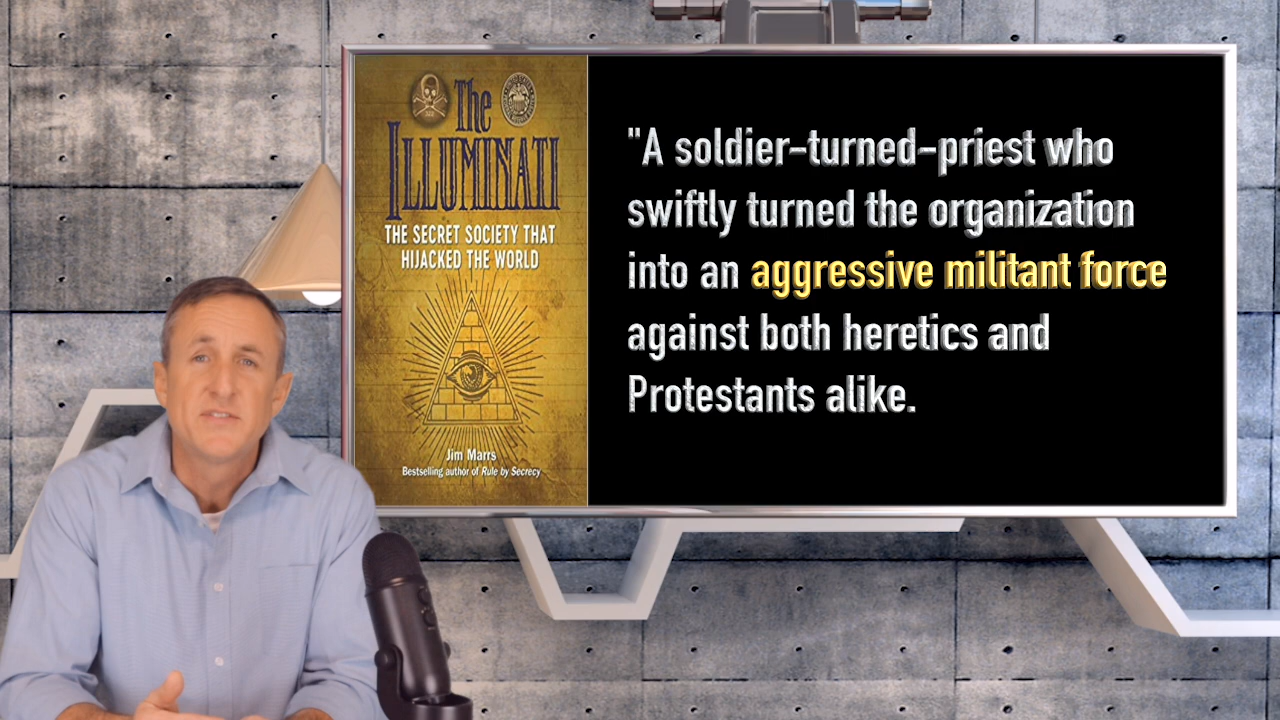 The
ILLUMINATI
THE SECRET SOCIETY THAT
HIJACKED THE WORLD
Jim Marrs
Bestselling author of Rule by Secrecy
"A soldier-turned-priest who
swiftly turned the organization
into an aggressive militant force
against both heretics and
Protestants alike.